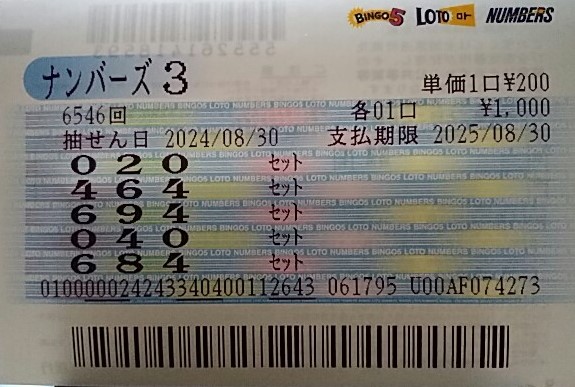 BINGO5 LOTO NUMBERS
ナンバーズ3
単価1口¥200
6546回 各01口 ¥1,000
抽せん日 2024/08/30 支払期限 2025/08/30
020 セット
464 セット
694 セット
040 セット
684 セット
010000024243340400112643 061795 U00AF074273